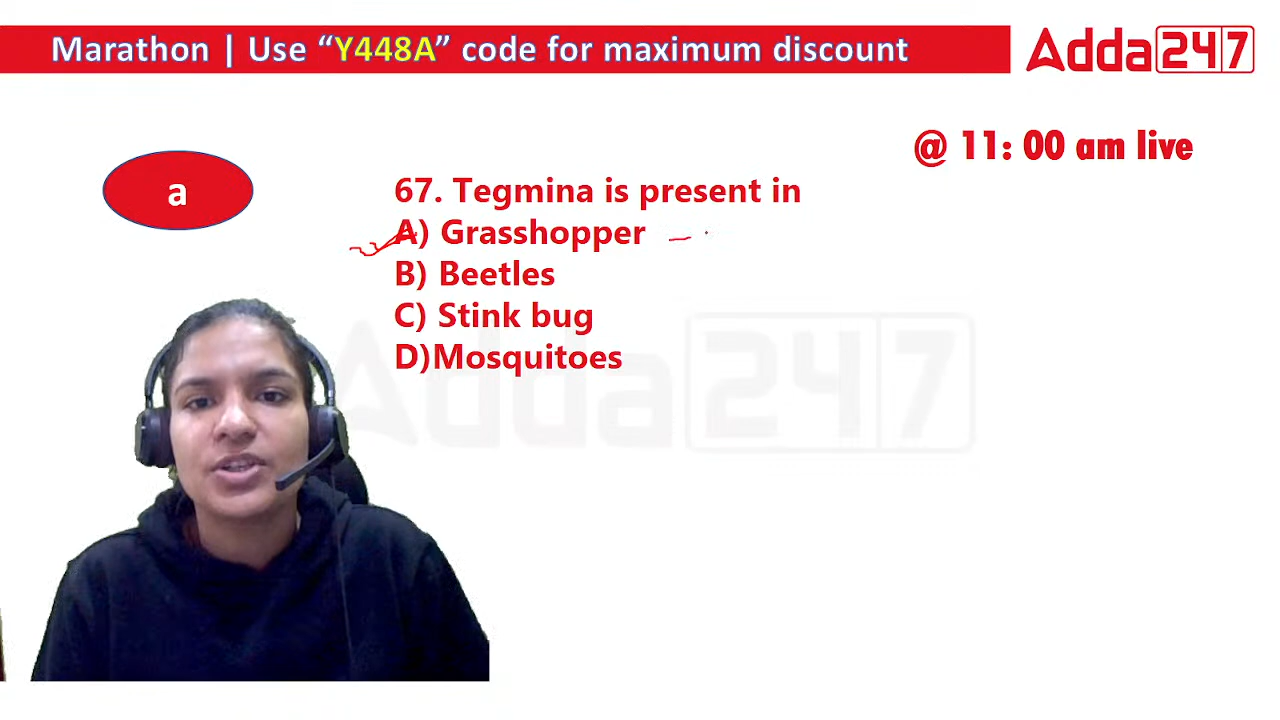 Marathon | Use “Y448A” code for maximum discount
Adda247
@ 11: 00 am live
a
67. Tegmina is present in
A) Grasshopper
B) Beetles
C) Stink bug
D)Mosquitoes
Adda247